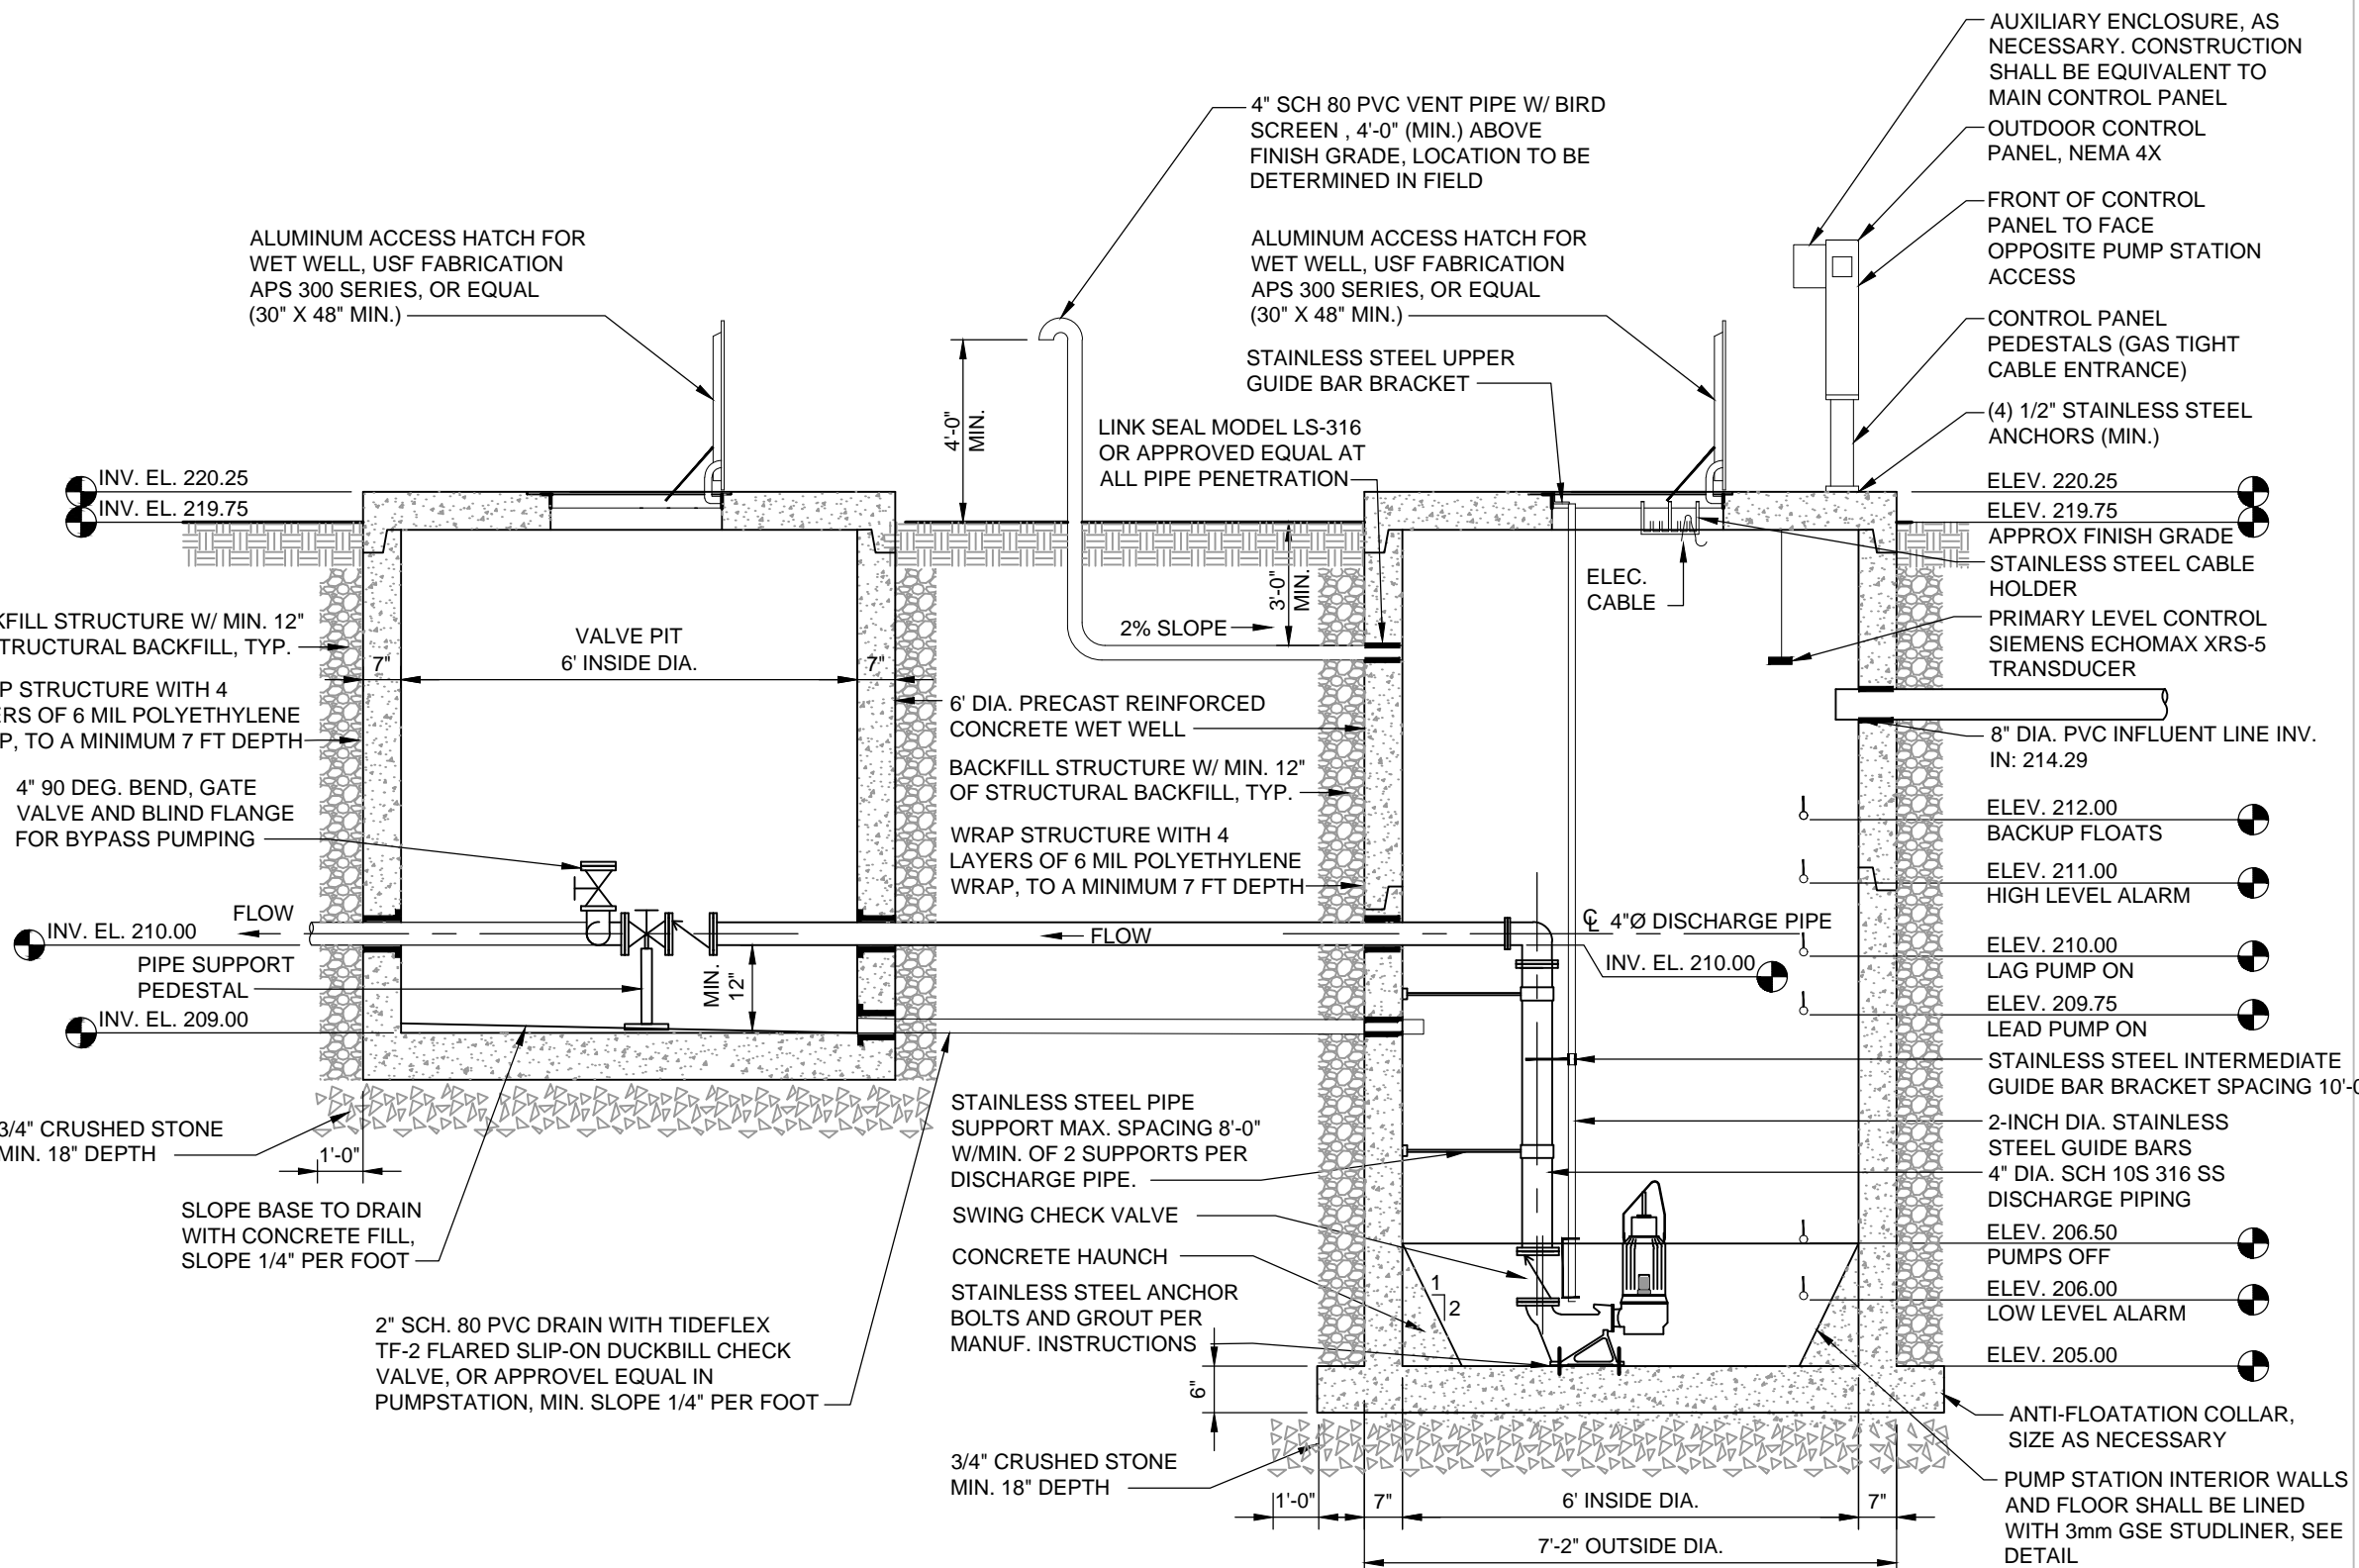 AUXILIARY ENCLOSURE, AS
NECESSARY. CONSTRUCTION
SHALL BE EQUIVALENT TO
MAIN CONTROL PANEL
OUTDOOR CONTROL
PANEL, NEMA 4X
FRONT OF CONTROL
PANEL TO FACE
OPPOSITE PUMP STATION
ACCESS
CONTROL PANEL
PEDESTALS (GAS TIGHT
CABLE ENTRANCE)
(4) 1/2" STAINLESS STEEL
ANCHORS (MIN.)
4" SCH 80 PVC VENT PIPE W/ BIRD
SCREEN , 4'-0" (MIN.) ABOVE
FINISH GRADE, LOCATION TO BE
DETERMINED IN FIELD
ALUMINUM ACCESS HATCH FOR
WET WELL, USF FABRICATION
APS 300 SERIES, OR EQUAL
(30" X 48" MIN.)
ALUMINUM ACCESS HATCH FOR
WET WELL, USF FABRICATION
APS 300 SERIES, OR EQUAL
(30" X 48" MIN.)
STAINLESS STEEL UPPER
GUIDE BAR BRACKET
4'-0"
MIN.
LINK SEAL MODEL LS-316
OR APPROVED EQUAL AT
ALL PIPE PENETRATION
INV. EL. 220.25
INV. EL. 219.75
ELEV. 220.25
ELEV. 219.75
APPROX FINISH GRADE
STAINLESS STEEL CABLE
HOLDER
ELEC.
CABLE
3'-0"
MIN.
2% SLOPE
PRIMARY LEVEL CONTROL
SIEMENS ECHOMAX XRS-5
TRANSDUCER
KFILL STRUCTURE W/ MIN. 12"
STRUCTURAL BACKFILL, TYP.
VALVE PIT
6' INSIDE DIA.
7"
7"
P STRUCTURE WITH 4
ERS OF 6 MIL POLYETHYLENE
P, TO A MINIMUM 7 FT DEPTH
6' DIA. PRECAST REINFORCED
CONCRETE WET WELL
8" DIA. PVC INFLUENT LINE INV.
IN: 214.29
BACKFILL STRUCTURE W/ MIN. 12"
OF STRUCTURAL BACKFILL, TYP.
4" 90 DEG. BEND, GATE
VALVE AND BLIND FLANGE
FOR BYPASS PUMPING
WRAP STRUCTURE WITH 4
LAYERS OF 6 MIL POLYETHYLENE
WRAP, TO A MINIMUM 7 FT DEPTH
ELEV. 212.00
BACKUP FLOATS
ELEV. 211.00
HIGH LEVEL ALARM
FLOW
INV. EL. 210.00
FLOW
℄ 4"Ø DISCHARGE PIPE
INV. EL. 210.00
ELEV. 210.00
LAG PUMP ON
PIPE SUPPORT
PEDESTAL
MIN.
12"
INV. EL. 209.00
ELEV. 209.75
LEAD PUMP ON
STAINLESS STEEL INTERMEDIATE
GUIDE BAR BRACKET SPACING 10'-0
3/4" CRUSHED STONE
MIN. 18" DEPTH
1'-0"
STAINLESS STEEL PIPE
SUPPORT MAX. SPACING 8'-0"
W/MIN. OF 2 SUPPORTS PER
DISCHARGE PIPE.
2-INCH DIA. STAINLESS
STEEL GUIDE BARS
4" DIA. SCH 10S 316 SS
DISCHARGE PIPING
SLOPE BASE TO DRAIN
WITH CONCRETE FILL,
SLOPE 1/4" PER FOOT
SWING CHECK VALVE
CONCRETE HAUNCH
STAINLESS STEEL ANCHOR
BOLTS AND GROUT PER
MANUF. INSTRUCTIONS
1
2
ELEV. 206.50
PUMPS OFF
ELEV. 206.00
LOW LEVEL ALARM
ELEV. 205.00
2" SCH. 80 PVC DRAIN WITH TIDEFLEX
TF-2 FLARED SLIP-ON DUCKBILL CHECK
VALVE, OR APPROVEL EQUAL IN
PUMPSTATION, MIN. SLOPE 1/4" PER FOOT
6"
ANTI-FLOATATION COLLAR,
SIZE AS NECESSARY
3/4" CRUSHED STONE
MIN. 18" DEPTH
1'-0"
7"
6' INSIDE DIA.
7"
7'-2" OUTSIDE DIA.
PUMP STATION INTERIOR WALLS
AND FLOOR SHALL BE LINED
WITH 3mm GSE STUDLINER, SEE
DETAIL